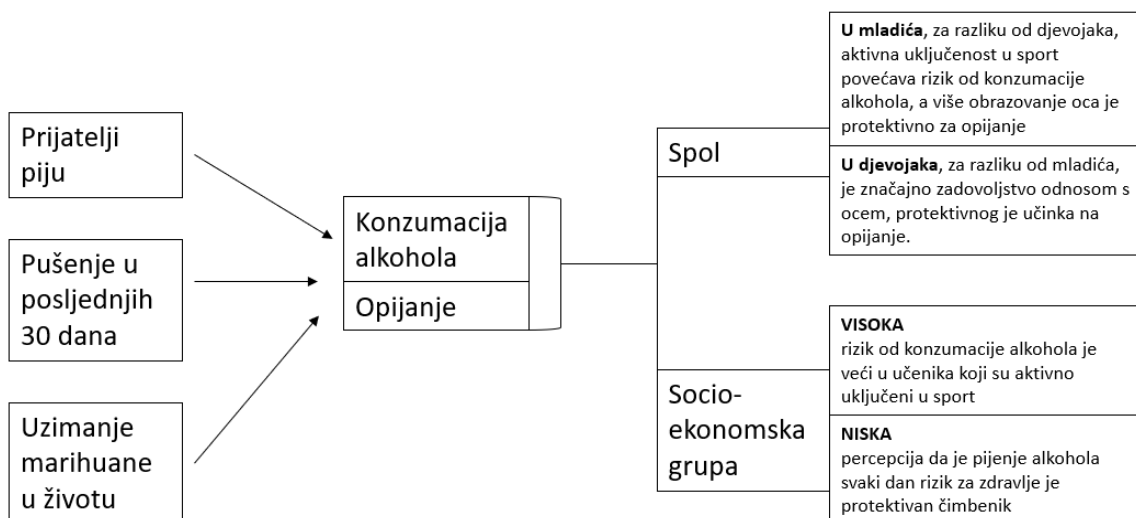 Prijatelji
piju
Pušenje u
posljednjih
30 dana
Uzimanje
marihuane
u životu
Konzumacija
alkohola
Opijanje
Spol
U mladića, za razliku od djevojaka,
aktivna uključenost u sport
povećava rizik od konzumacije
alkohola, a više obrazovanje oca je
protektivno za opijanje
U djevojaka, za razliku od mladića,
je značajno zadovoljstvo odnosom s
ocem, protektivnog je učinka na
opijanje.
Socio-
ekonomska
grupa
VISOKA
rizik od konzumacije alkohola je
veći u učenika koji su aktivno
uključeni u sport
NISKA
percepcija da je pijenje alkohola
svaki dan rizik za zdravlje je
protektivan čimbenik